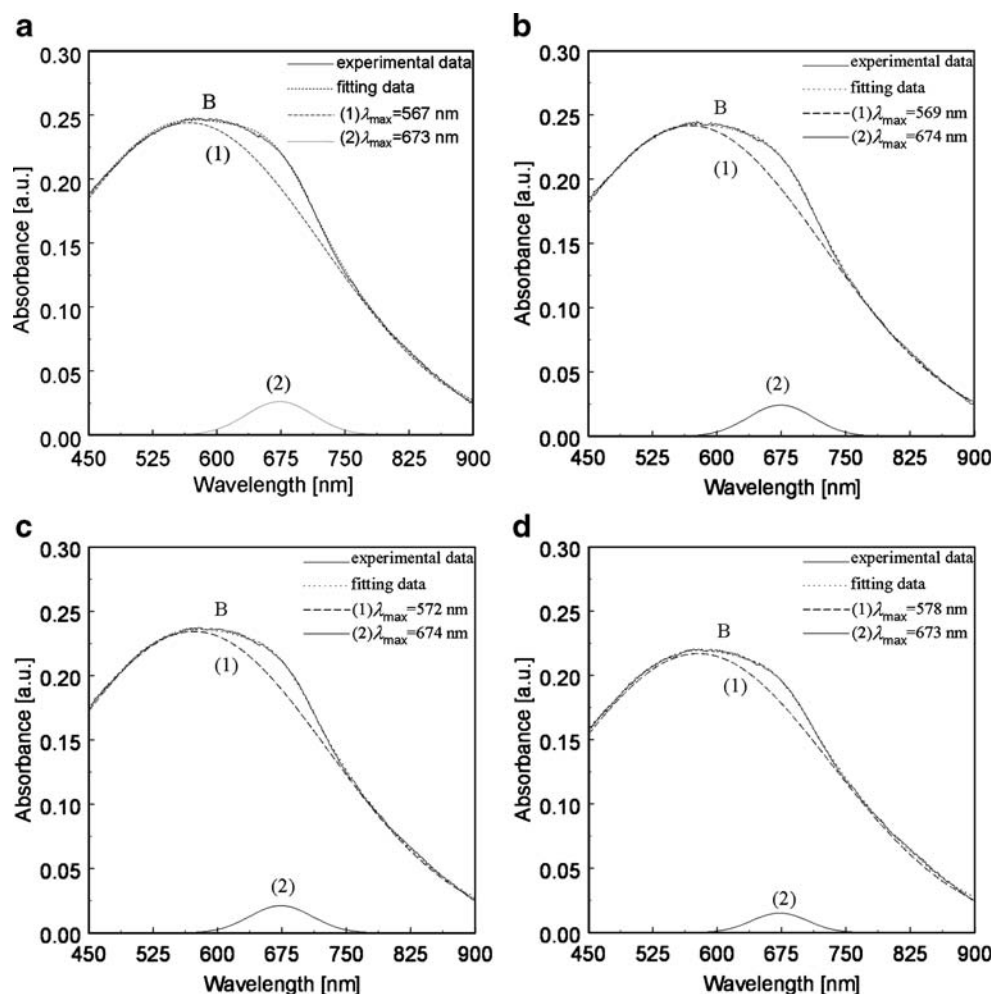 a
0.30
0.25
0.20
0.15
0.10
0.05
0.00
Absorbance [a.u.]
experimental data
fitting data
(1)λmax=567 nm
(2)λmax=673 nm
B
(1)
(2)
450 525 600 675 750 825 900
Wavelength [nm]
b
0.30
0.25
0.20
0.15
0.10
0.05
0.00
Absorbance [a.u.]
experimental data
fitting data
(1)λmax=569 nm
(2)λmax=674 nm
B
(1)
(2)
450 525 600 675 750 825 900
Wavelength [nm]
c
0.30
0.25
0.20
0.15
0.10
0.05
0.00
Absorbance [a.u.]
experimental data
fitting data
(1)λmax=572 nm
(2)λmax=674 nm
B
(1)
(2)
450 525 600 675 750 825 900
Wavelength [nm]
d
0.30
0.25
0.20
0.15
0.10
0.05
0.00
Absorbance [a.u.]
experimental data
fitting data
(1)λmax=578 nm
(2)λmax=673 nm
B
(1)
(2)
450 525 600 675 750 825 900
Wavelength [nm]